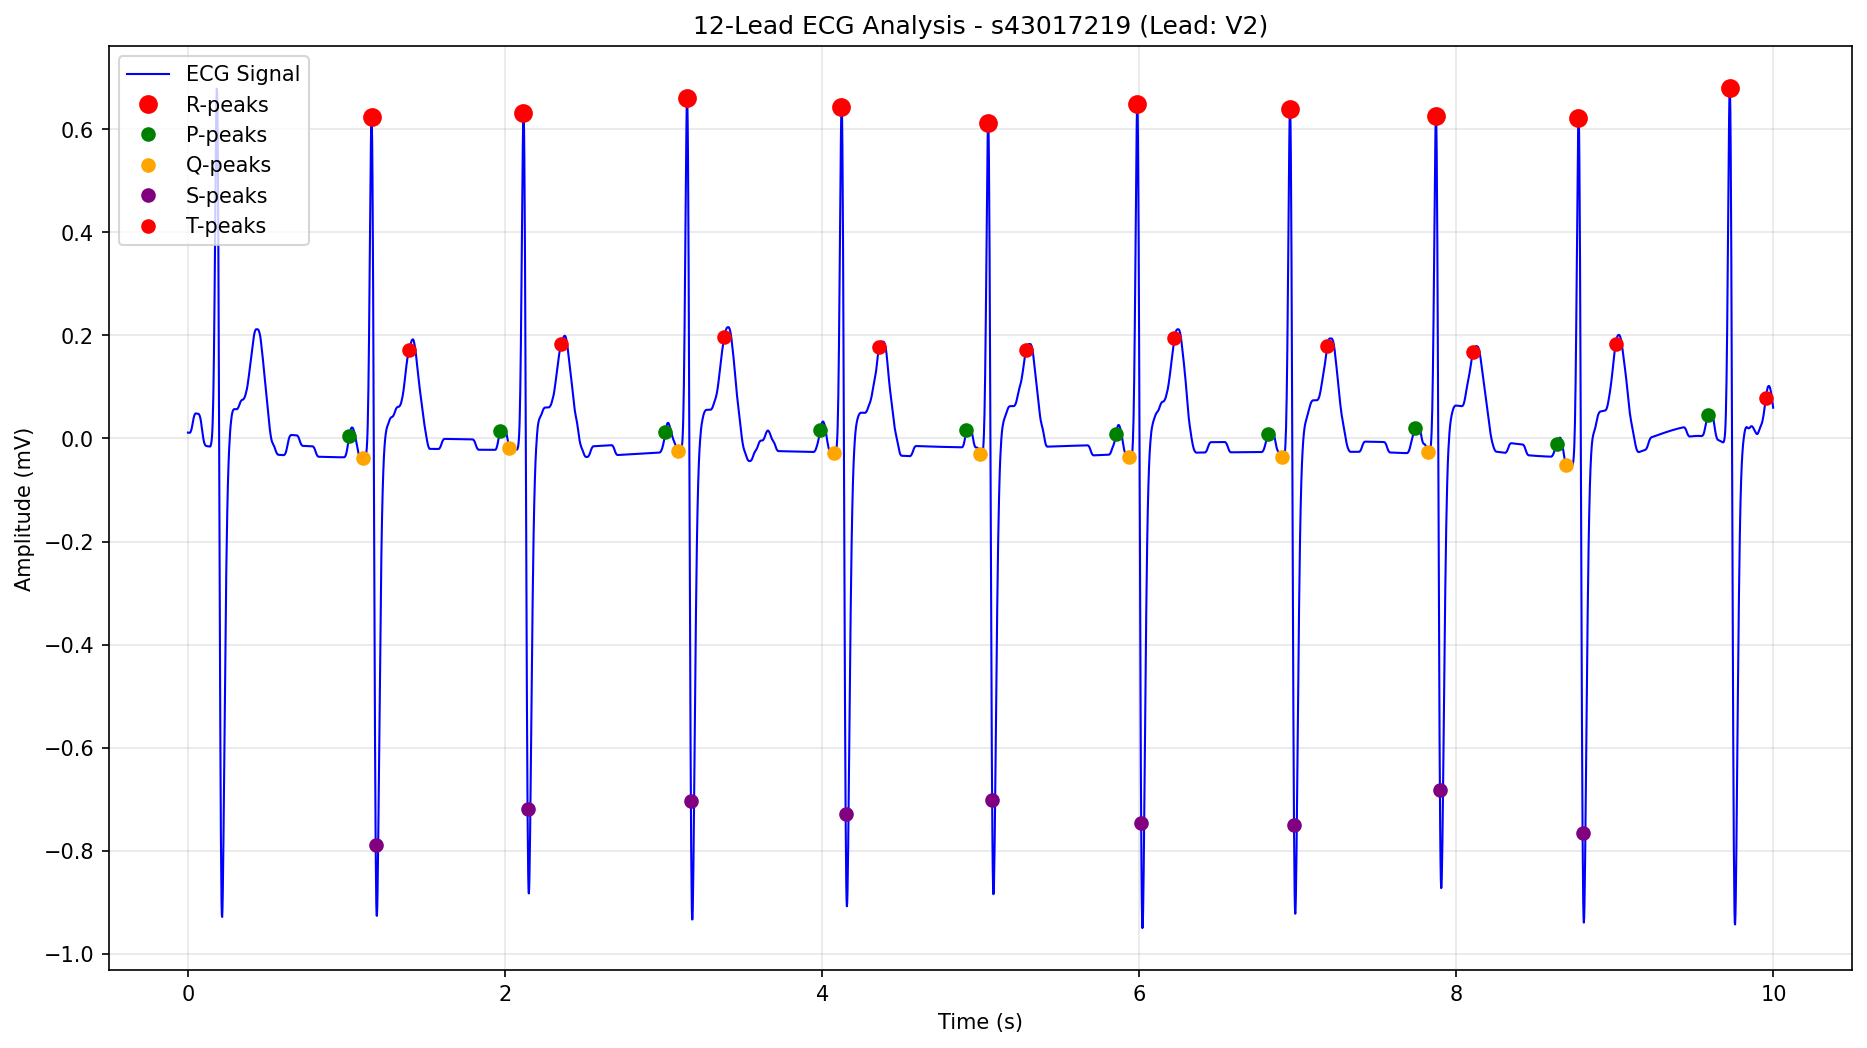 12-Lead ECG Analysis - s43017219 (Lead: V2)
ECG Signal
R-peaks
P-peaks
Q-peaks
S-peaks
T-peaks
0.6
0.4
0.2
0.0
−0.2
−0.4
−0.6
−0.8
−1.0
Amplitude (mV)
0 2 4 6 8 10
Time (s)